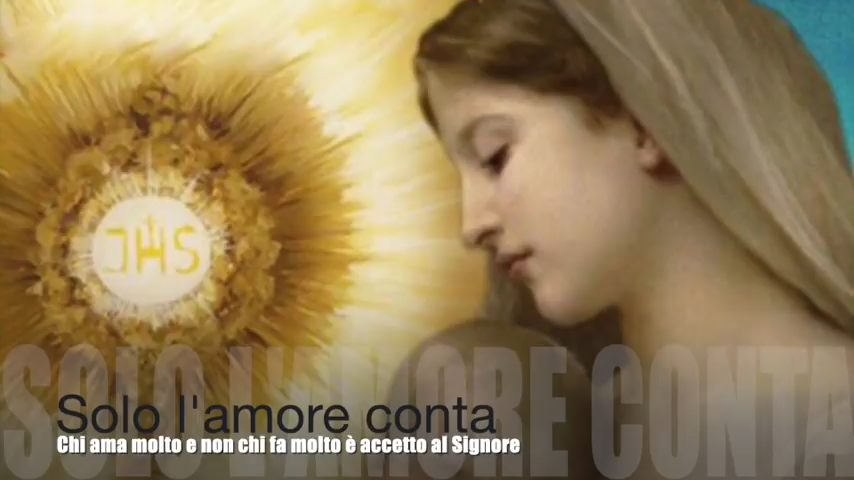 JHS
SOLO L'AMORE CONTA
Solo l'amore conta
Chi ama molto e non chi fa molto è accetto al Signore